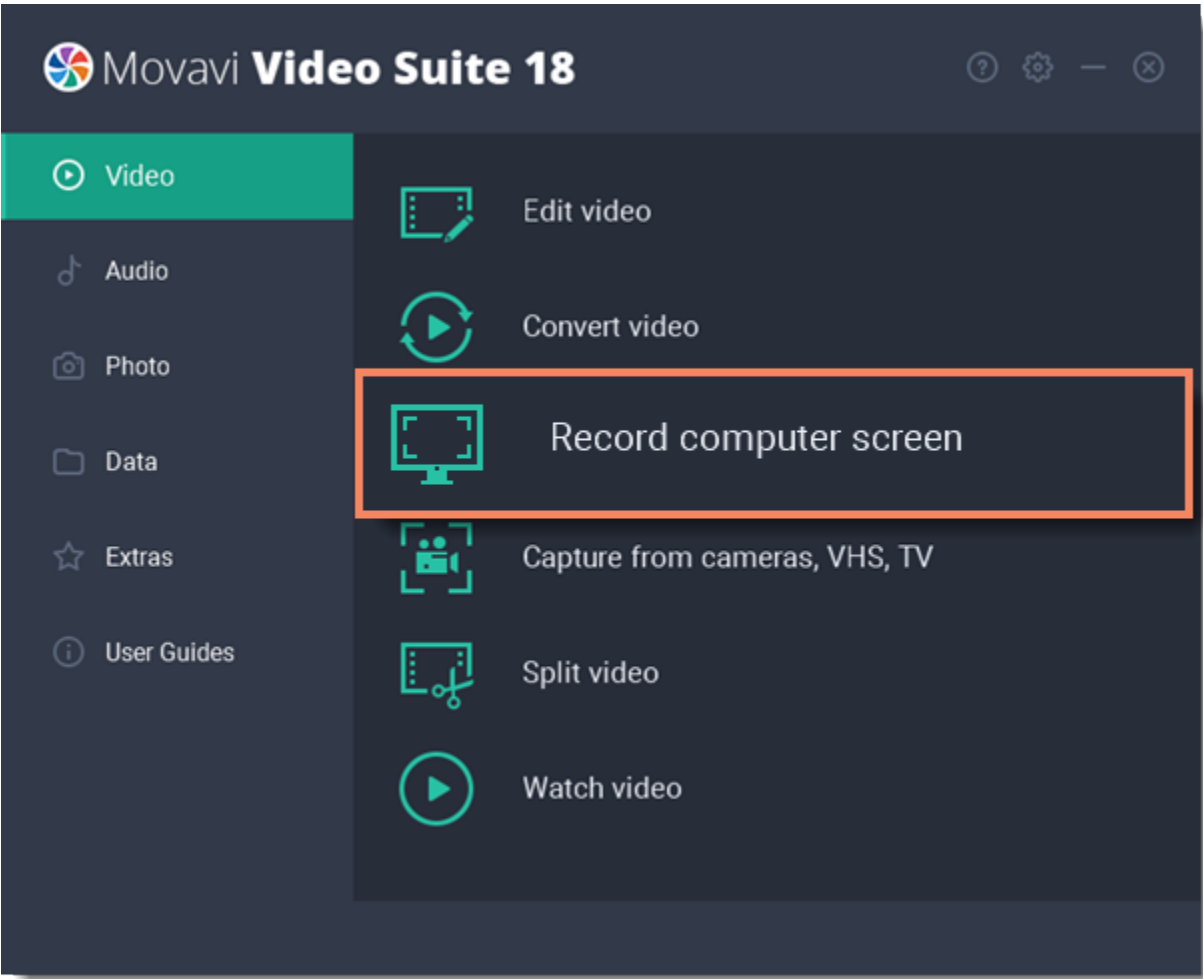 Movavi Video Suite 18
Video
Audio
Photo
Data
Extras
User Guides
Edit video
Convert video
Record computer screen
Capture from cameras, VHS, TV
Split video
Watch video